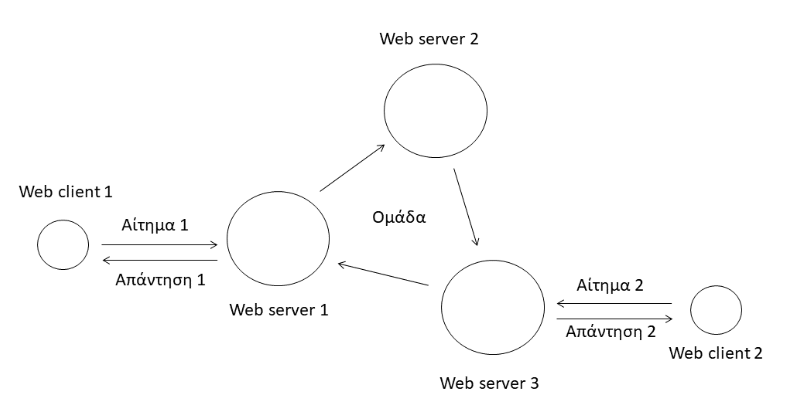 Web server 2
Web client 1
Αίτημα 1
Ομάδα
Απάντηση 1
Web server 1
Αίτημα 2
Απάντηση 2
Web client 2
Web server 3